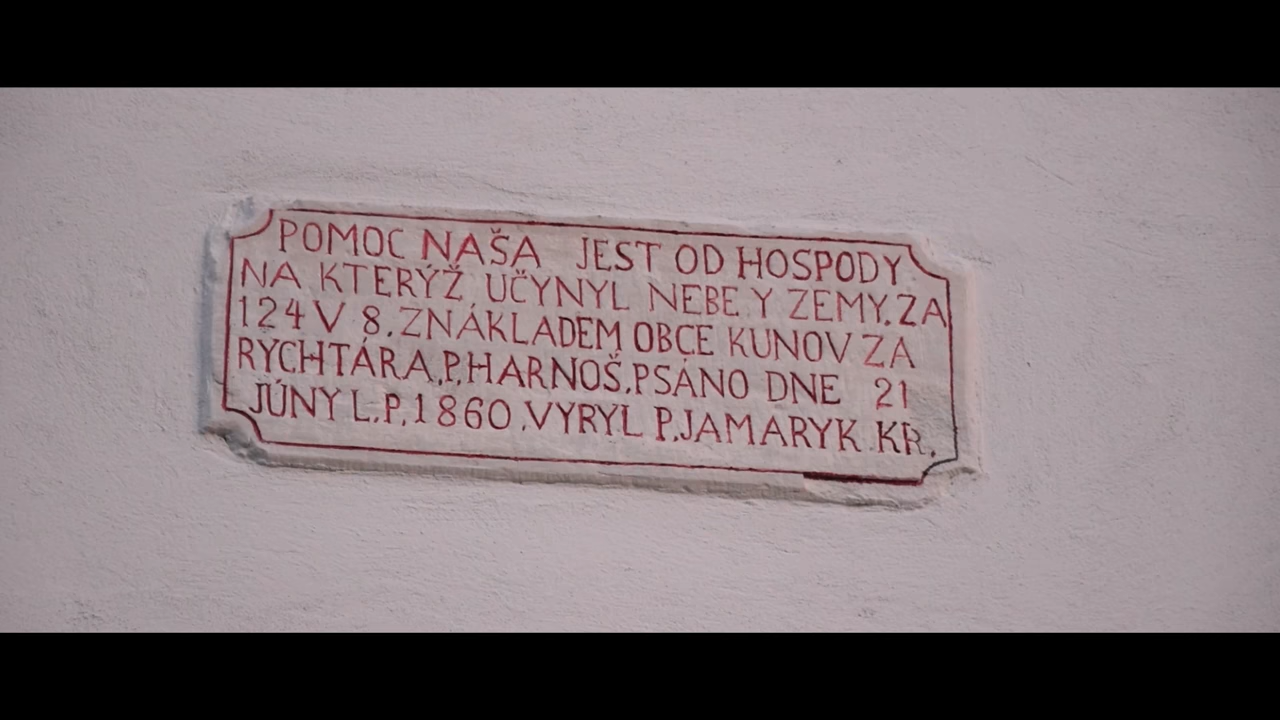 POMOC NAŠA JEST OD HOSPODY
NA KTERÝŽ UČYNYL NEBE Y ZEMY. ZA
124 V 8. ZNÁKLADEM OBCE KUNOV ZA
RYCHTÁRA. P. HARNOŠ. PSÁNO DNE 21
JÚNY L. P. 1860. VYRYL P. JAMARYK KR.